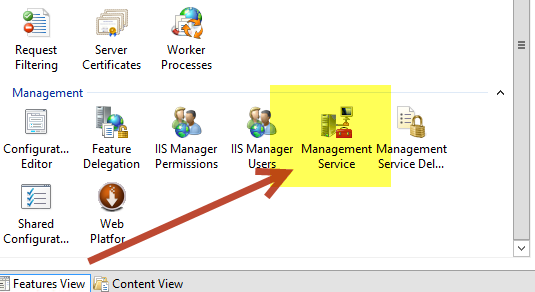 Request Server Worker
Filtering Certificates Processes
Management
Configurat... Feature IIS Manager IIS Manager Management Management
Editor Delegation Permissions Users Service Service Del...
Shared Web
Configurat... Platfor...
Features View Content View